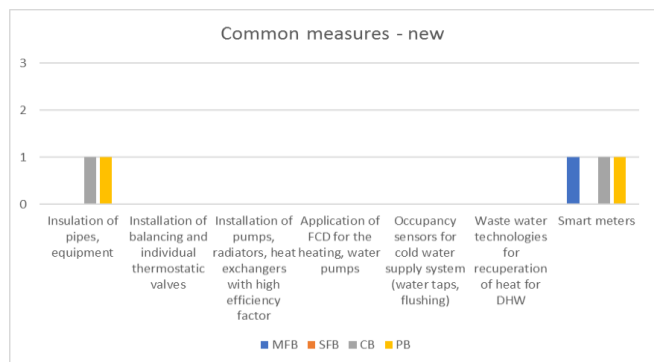 Common measures - new
3
2
1
0
Insulation of
pipes,
equipment
Installation of
balancing and
individual
thermostatic
valves
Installation of
pumps,
radiators, heat
exchangers with
high efficiency
factor
Application of
FCD for the
heating, water
pumps
Occupancy
sensors for
cold water
supply system
(water taps,
flushing)
Waste water
technologies
for
recuperation of
heat for DHW
Smart meters
MFB SFB CB PB